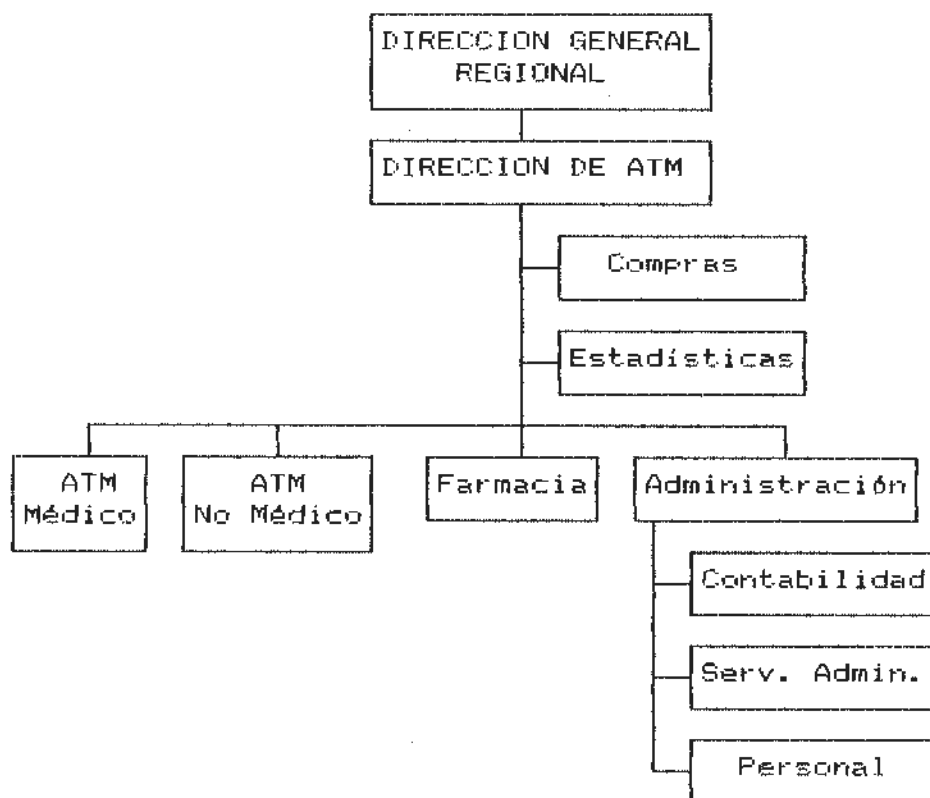 DIRECCION GENERAL
REGIONAL
DIRECCION DE ATM
Compras
Estadísticas
ATM
Médico
ATM
No Médico
Farmacia
Administración
Contabilidad
Serv. Admin.
Personal